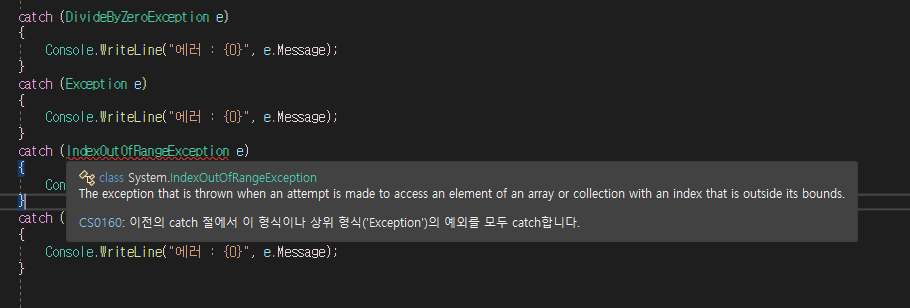 catch (DivideByZeroException e)
{
Console.WriteLine("에러 : {0}", e.Message);
}
catch (Exception e)
{
Console.WriteLine("에러 : {0}", e.Message);
}
catch (IndexOutOfRangeException e)
{
class System.IndexOutOfRangeException
The exception that is thrown when an attempt is made to access an element of an array or collection with an index that is outside its bounds.
Co
}
CS0160: 이전의 catch 절에서 이 형식이나 상위 형식('Exception')의 예외를 모두 catch합니다.
catch (
{
Console.WriteLine("에러 : {0}", e.Message);
}